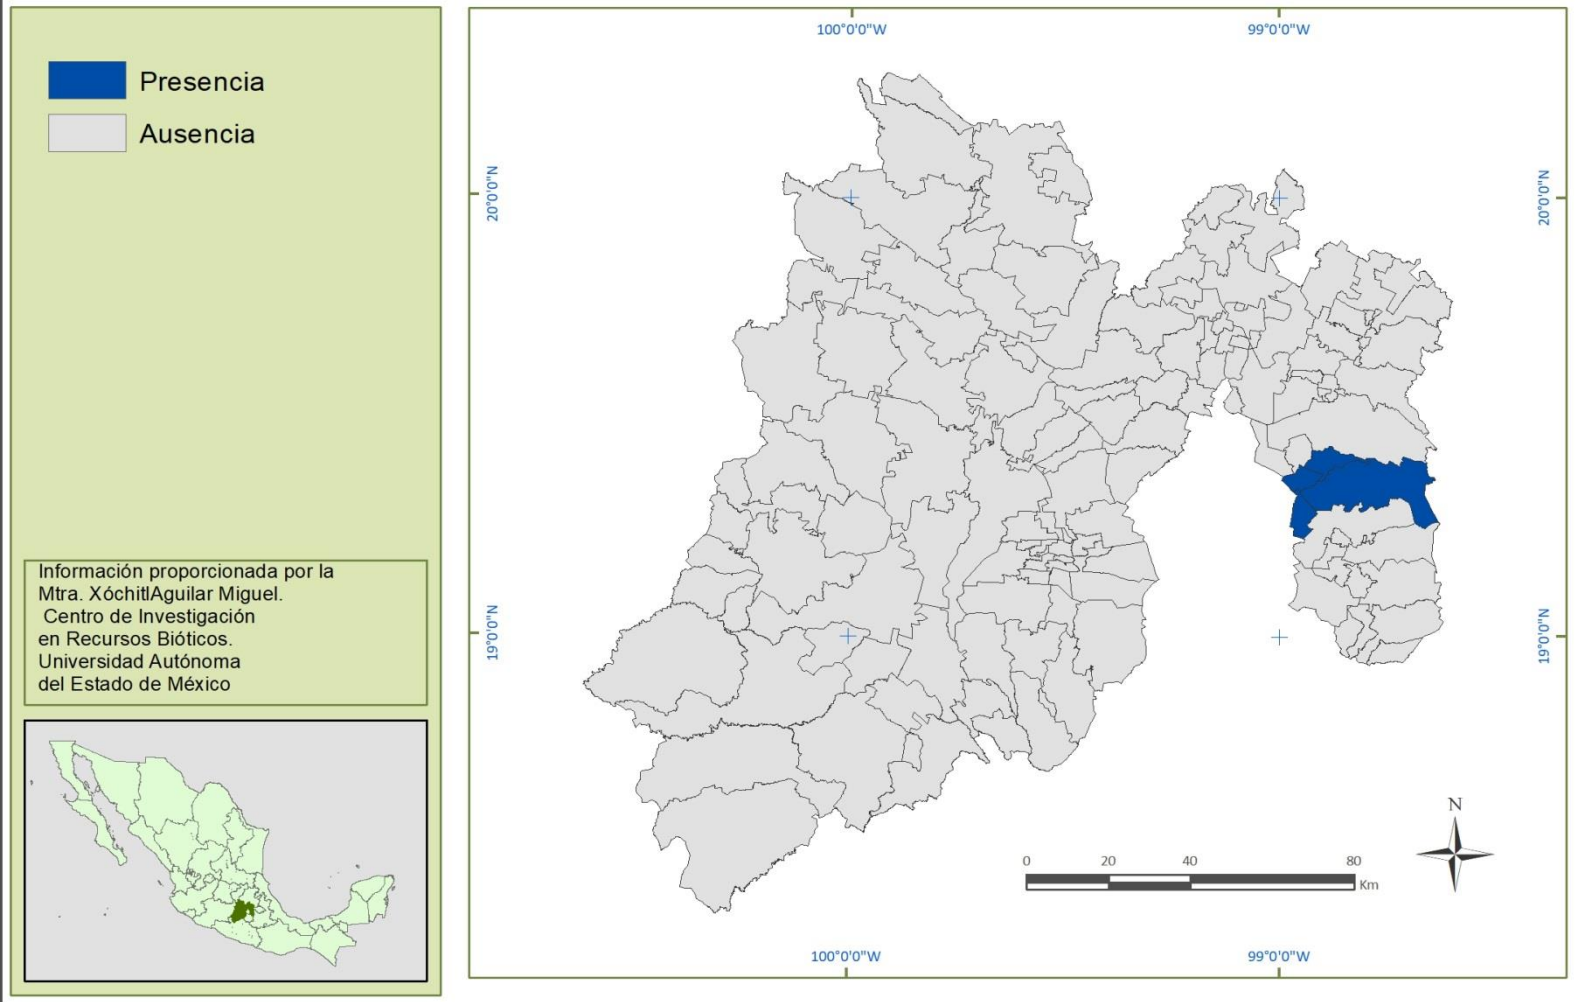 Presencia
Ausencia
Información proporcionada por la
Mtra. XóchitlAguilar Miguel.
Centro de Investigación
en Recursos Bióticos.
Universidad Autónoma
del Estado de México
100°0'0"W
99°0'0"W
20°0'0"N
20°0'0"N
19°0'0"N
19°0'0"N
N
0 20 40 80
Km
100°0'0"W
99°0'0"W